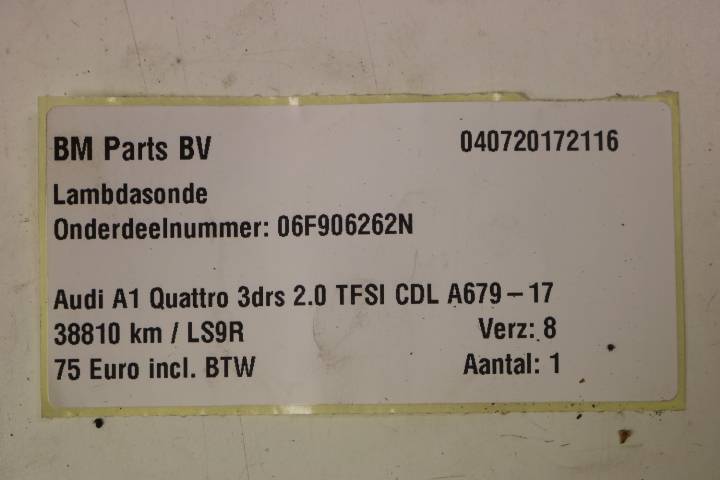 BM Parts BV 040720172116
Lambdasonde
Onderdeelnummer: 06F906262N
Audi A1 Quattro 3drs 2.0 TFSI CDL A679-17
38810 km / LS9R Verz: 8
75 Euro incl. BTW Aantal: 1